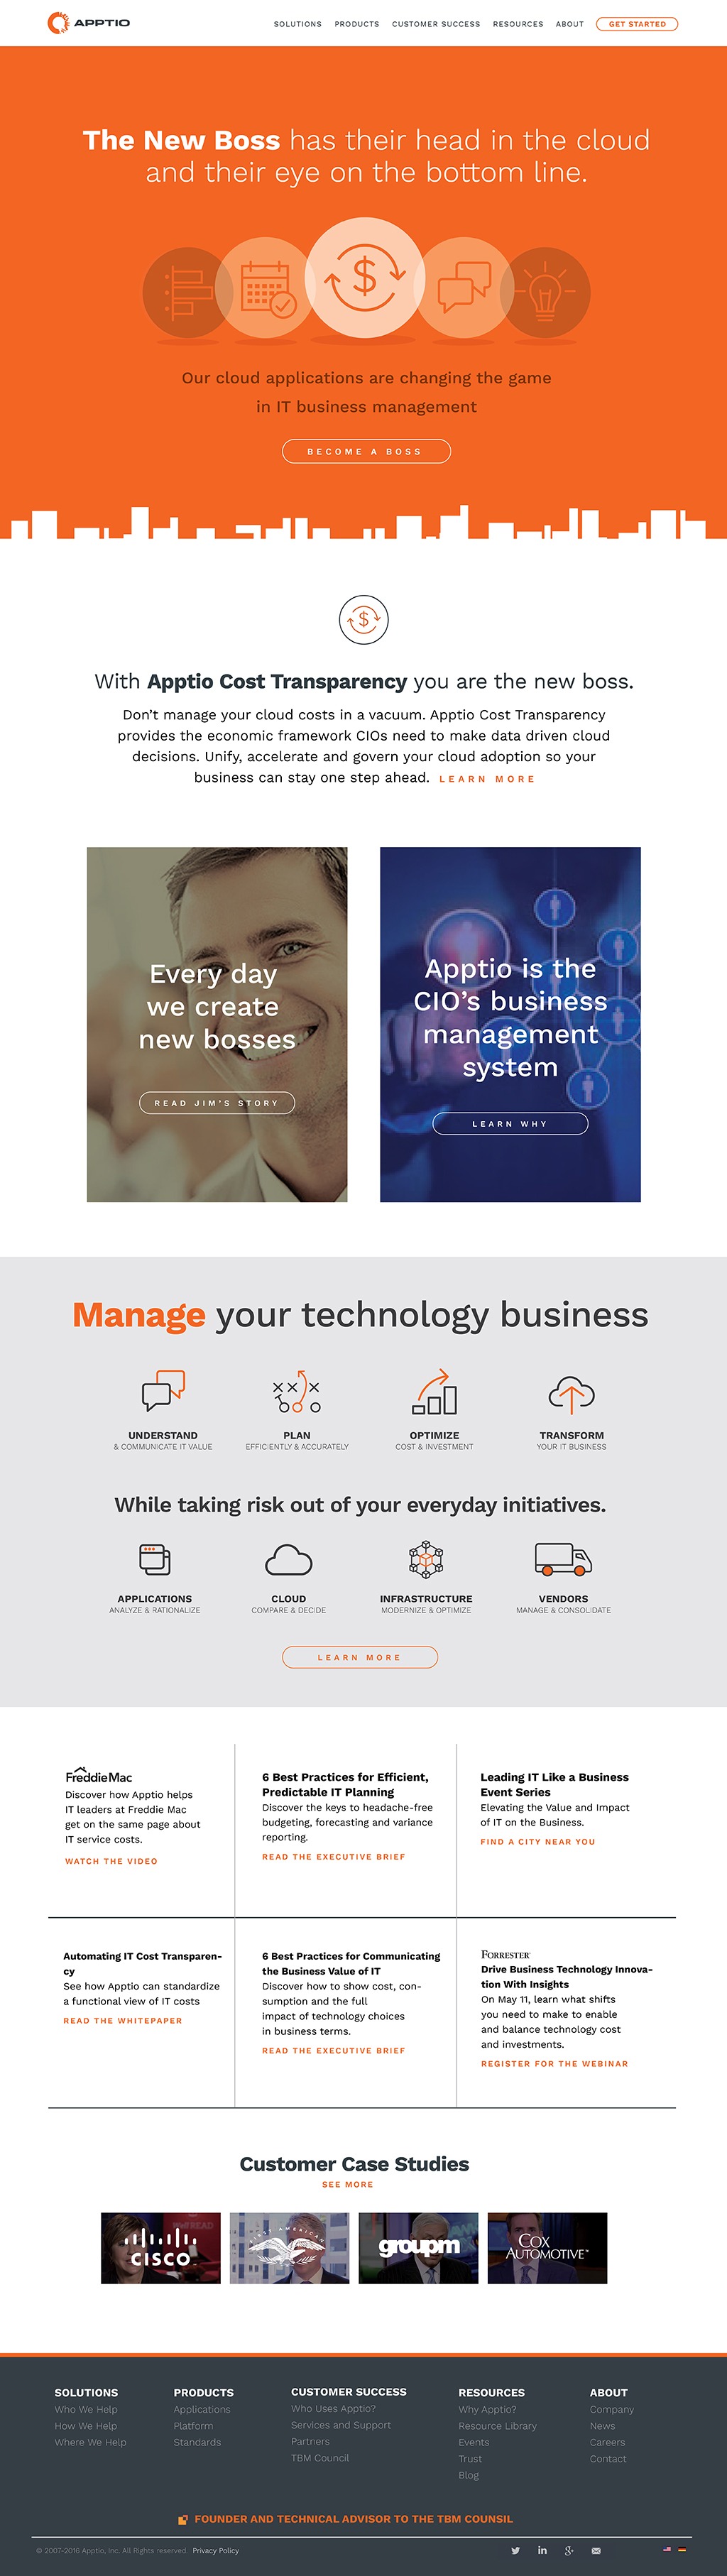 APPTIO
SOLUTIONS PRODUCTS CUSTOMER SUCCESS RESOURCES ABOUT GET STARTED
The New Boss has their head in the cloud
and their eye on the bottom line.
$
Our cloud applications are changing the game
in IT business management
BECOME A BOSS
$
With Apptio Cost Transparency you are the new boss.
Don't manage your cloud costs in a vacuum. Apptio Cost Transparency
provides the economic framework CIOs need to make data driven cloud
decisions. Unify, accelerate and govern your cloud adoption so your
business can stay one step ahead. LEARN MORE
Every day
we create
new bosses
READ JIM'S STORY
Apptio is the
CIO's business
management
system
LEARN WHY
Manage your technology business
UNDERSTAND
& COMMUNICATE IT VALUE
PLAN
EFFICIENTLY & ACCURATELY
OPTIMIZE
COST & INVESTMENT
TRANSFORM
YOUR IT BUSINESS
While taking risk out of your everyday initiatives.
APPLICATIONS
ANALYZE & RATIONALIZE
CLOUD
COMPARE & DECIDE
INFRASTRUCTURE
MODERNIZE & OPTIMIZE
VENDORS
MANAGE & CONSOLIDATE
LEARN MORE
FreddieMac
Discover how Apptio helps
IT leaders at Freddie Mac
get on the same page about
IT service costs.
WATCH THE VIDEO
6 Best Practices for Efficient,
Predictable IT Planning
Discover the keys to headache-free
budgeting, forecasting and variance
reporting.
READ THE EXECUTIVE BRIEF
Leading IT Like a Business
Event Series
Elevating the Value and Impact
of IT on the Business.
FIND A CITY NEAR YOU
Automating IT Cost Transparen-
cy
See how Apptio can standardize
a functional view of IT costs
READ THE WHITEPAPER
6 Best Practices for Communicating
the Business Value of IT
Discover how to show cost, con-
sumption and the full
impact of technology choices
in business terms.
READ THE EXECUTIVE BRIEF
FORRESTER
Drive Business Technology Innova-
tion With Insights
On May 11, learn what shifts
you need to make to enable
and balance technology cost
and investments.
REGISTER FOR THE WEBINAR
Customer Case Studies
SEE MORE
CISCO
FIRST AMERICAN
groupm
COX AUTOMOTIVE™
SOLUTIONS
Who We Help
How We Help
Where We Help
PRODUCTS
Applications
Platform
Standards
CUSTOMER SUCCESS
Who Uses Apptio?
Services and Support
Partners
TBM Council
RESOURCES
Why Apptio?
Resource Library
Events
Trust
Blog
ABOUT
Company
News
Careers
Contact
FOUNDER AND TECHNICAL ADVISOR TO THE TBM COUNSIL
© 2007-2016 Apptio, Inc. All Rights reserved. Privacy Policy